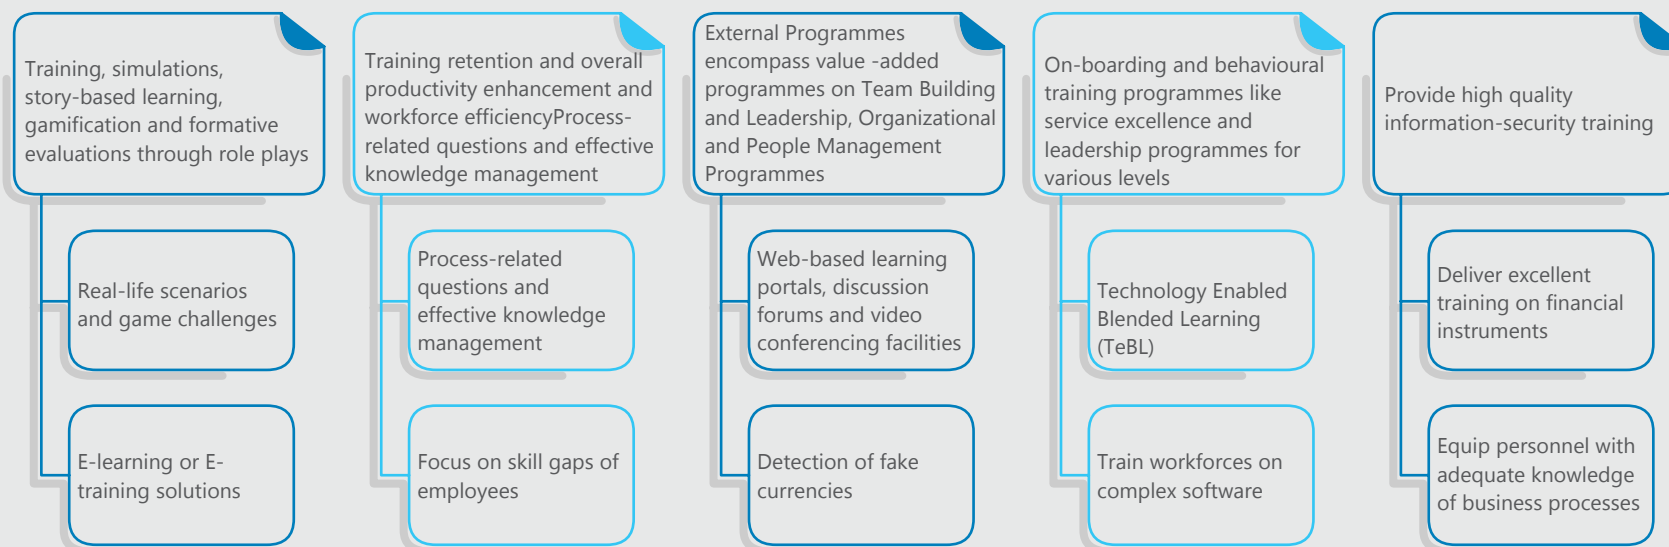 Training, simulations,
story-based learning,
gamification and formative
evaluations through role plays
Real-life scenarios
and game challenges
E-learning or E-
training solutions
Training retention and overall
productivity enhancement and
workforce efficiencyProcess-
related questions and effective
knowledge management
Process-related
questions and
effective knowledge
management
Focus on skill gaps of
employees
External Programmes
encompass value -added
programmes on Team Building
and Leadership, Organizational
and People Management
Programmes
Web-based learning
portals, discussion
forums and video
conferencing facilities
Detection of fake
currencies
On-boarding and behavioural
training programmes like
service excellence and
leadership programmes for
various levels
Technology Enabled
Blended Learning
(TeBL)
Train workforces on
complex software
Provide high quality
information-security training
Deliver excellent
training on financial
instruments
Equip personnel with
adequate knowledge
of business processes